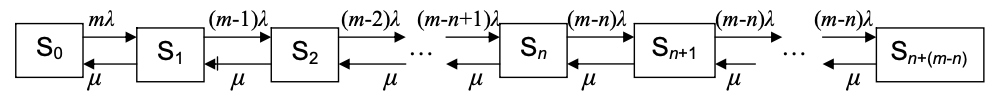 mλ (m-1)λ (m-2)λ (m-n+1)λ (m-n)λ (m-n)λ (m-n)λ
S0 S1 S2 … Sn Sn+1 … Sn+(m-n)
μ μ μ μ μ μ μ